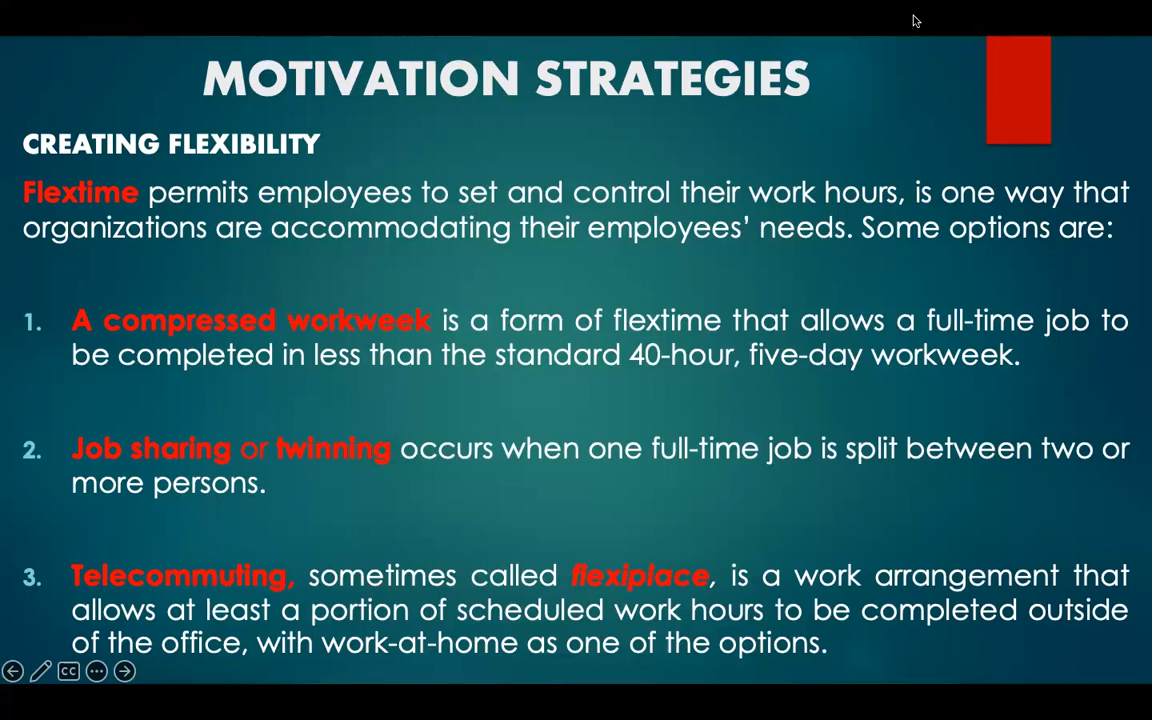 MOTIVATION STRATEGIES
CREATING FLEXIBILITY
Flextime permits employees to set and control their work hours, is one way that
organizations are accommodating their employees’ needs. Some options are:
1. A compressed workweek is a form of flextime that allows a full-time job to
be completed in less than the standard 40-hour, five-day workweek.
2. Job sharing or twinning occurs when one full-time job is split between two or
more persons.
3. Telecommuting, sometimes called flexiplace, is a work arrangement that
allows at least a portion of scheduled work hours to be completed outside
of the office, with work-at-home as one of the options.
CC